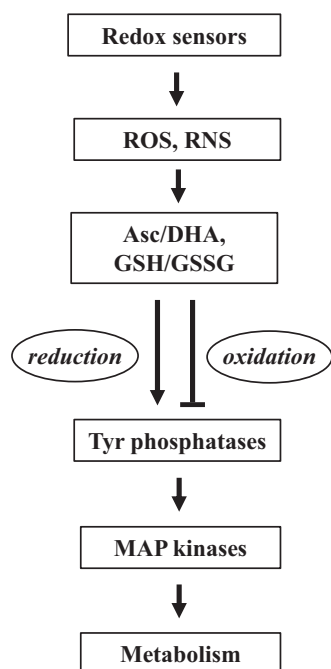 Redox sensors
ROS, RNS
Asc/DHA,
GSH/GSSG
reduction
oxidation
Tyr phosphatases
MAP kinases
Metabolism